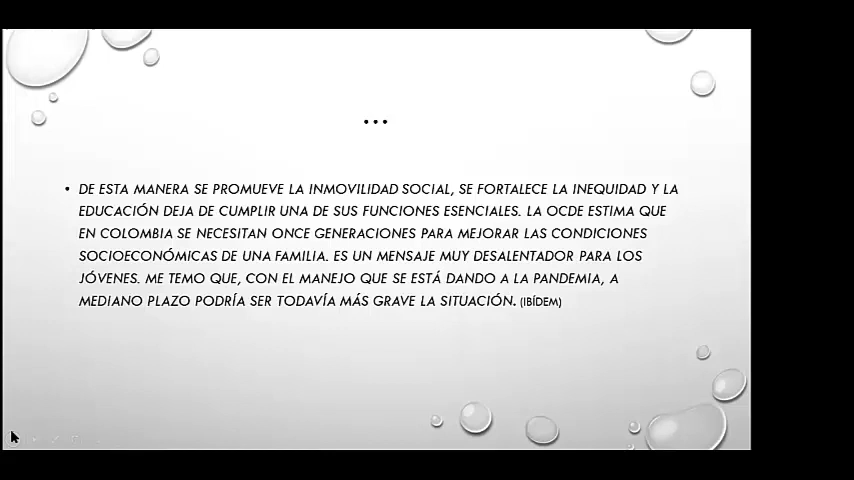 ...
• DE ESTA MANERA SE PROMUEVE LA INMOVILIDAD SOCIAL, SE FORTALECE LA INEQUIDAD Y LA
EDUCACIÓN DEJA DE CUMPLIR UNA DE SUS FUNCIONES ESENCIALES. LA OCDE ESTIMA QUE
EN COLOMBIA SE NECESITAN ONCE GENERACIONES PARA MEJORAR LAS CONDICIONES
SOCIOECONÓMICAS DE UNA FAMILIA. ES UN MENSAJE MUY DESALENTADOR PARA LOS
JÓVENES. ME TEMO QUE, CON EL MANEJO QUE SE ESTÁ DANDO A LA PANDEMIA, A
MEDIANO PLAZO PODRÍA SER TODAVÍA MÁS GRAVE LA SITUACIÓN. (IBÍDEM)